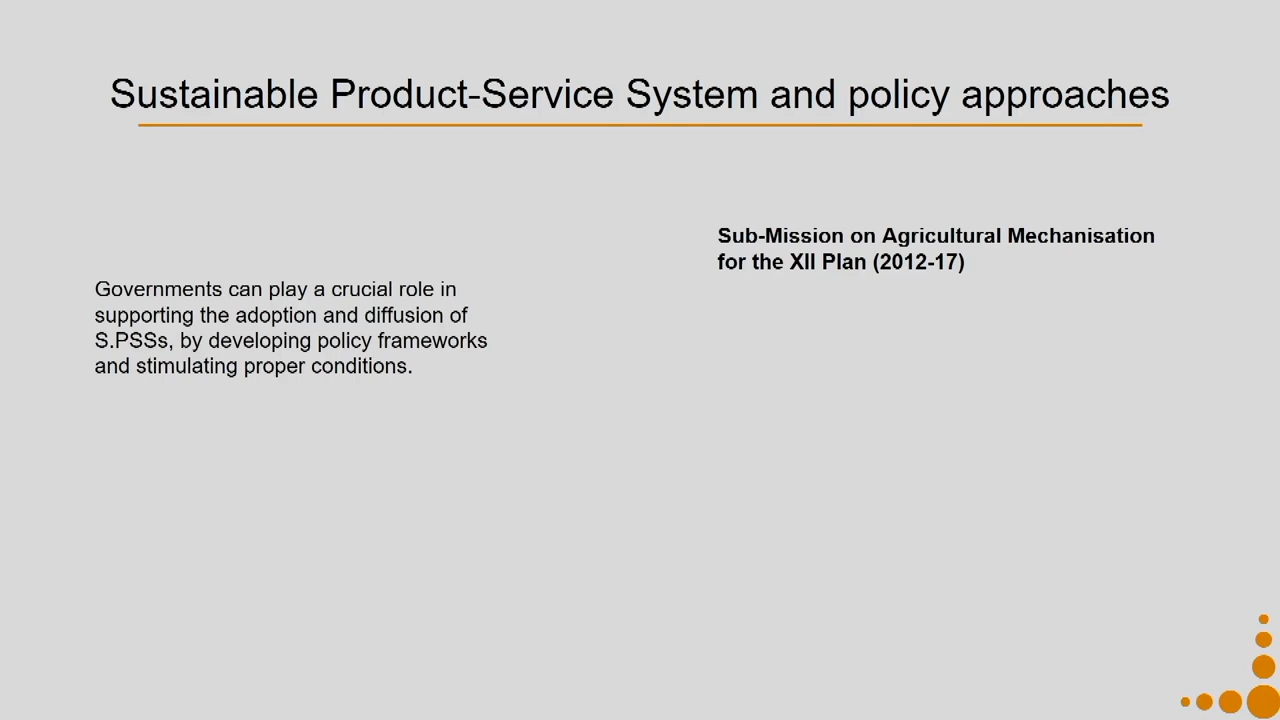 Sustainable Product-Service System and policy approaches
Sub-Mission on Agricultural Mechanisation
for the XII Plan (2012-17)
Governments can play a crucial role in
supporting the adoption and diffusion of
S.PSSs, by developing policy frameworks
and stimulating proper conditions.